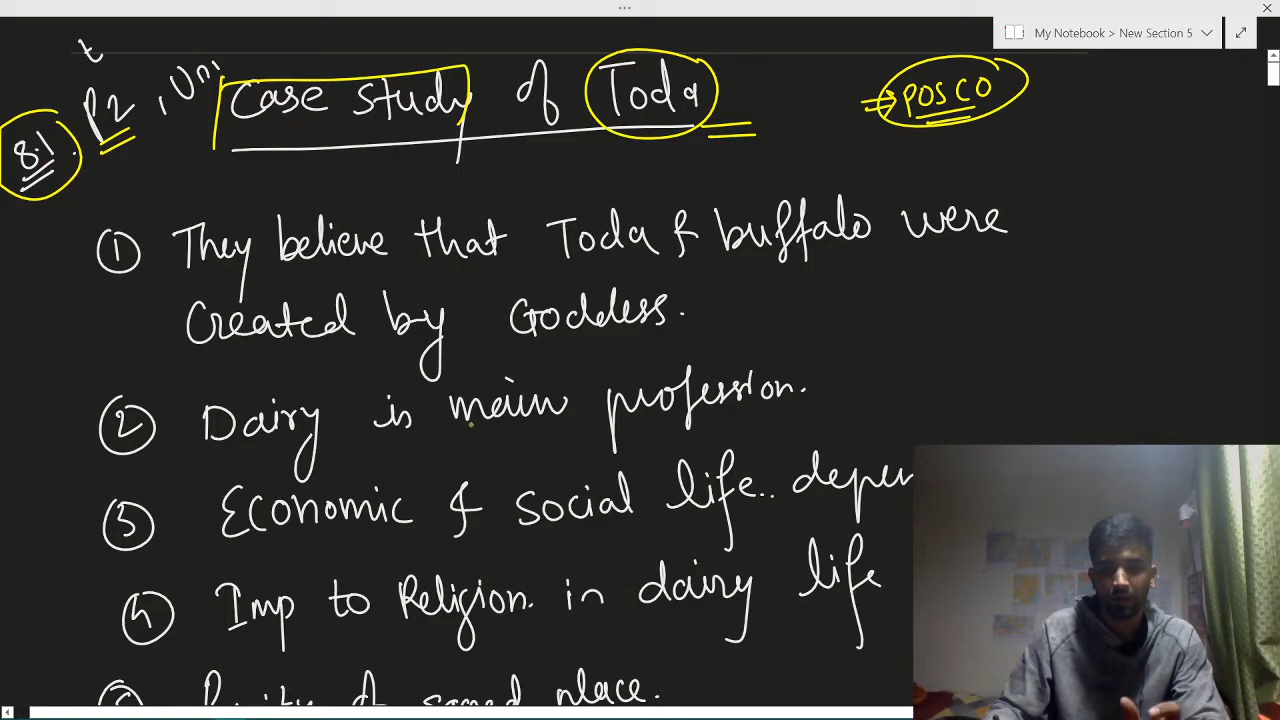 My Notebook > New Section 5
t
8.1. P2, Uni Case study of Toda
POSCO
① They believe that Toda & buffalo were
Created by Goddess.
② Dairy is main profession.
③ Economic & social life.. depen
④ Imp to Religion. in dairy life
place.